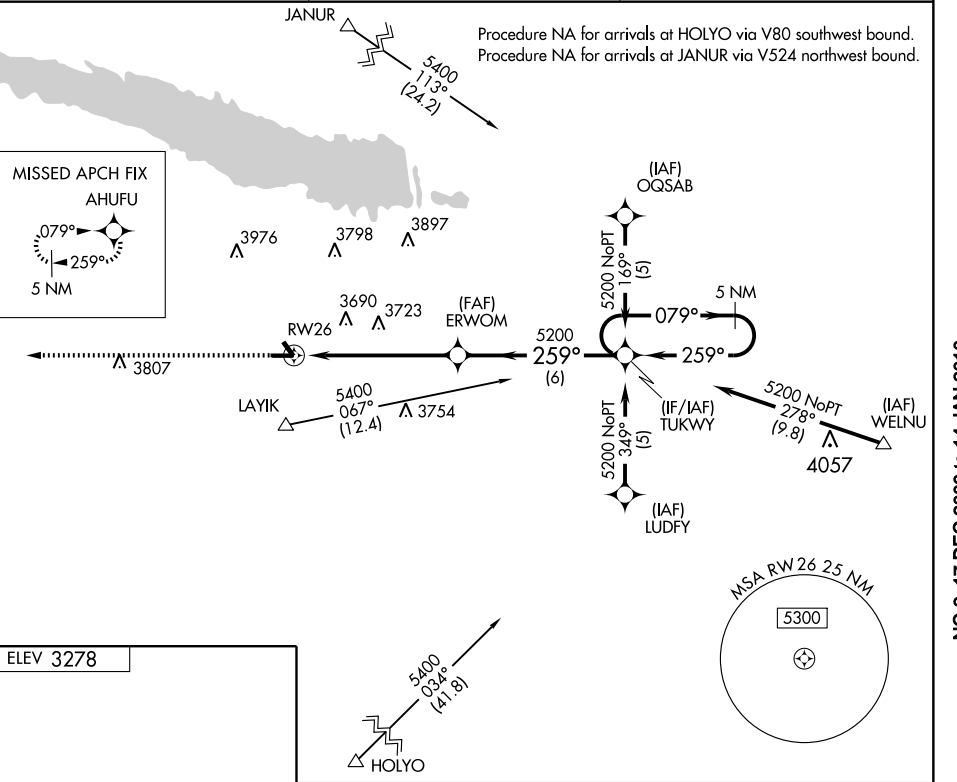 JANUR
5400
113°
(24.2)
Procedure NA for arrivals at HOLYO via V80 southwest bound.
Procedure NA for arrivals at JANUR via V524 northwest bound.
MISSED APCH FIX
AHUFU
079°
259°
5 NM
3976
3798
3897
(IAF)
OQSAB
5200 NoPT
169°
(5)
5 NM
079°
259°
3690
3723
(FAF)
ERWOM
RW26
5200
259°
(6)
3807
LAYIK
5400
067°
(12.4)
3754
(IF/IAF)
TUKWY
5200 NoPT
349°
(5)
5200 NoPT
278°
(9.8)
(IAF)
WELNU
4057
(IAF)
LUDFY
MSA RW26 25 NM
5300
ELEV 3278
5400
034°
(41.8)
HOLYO